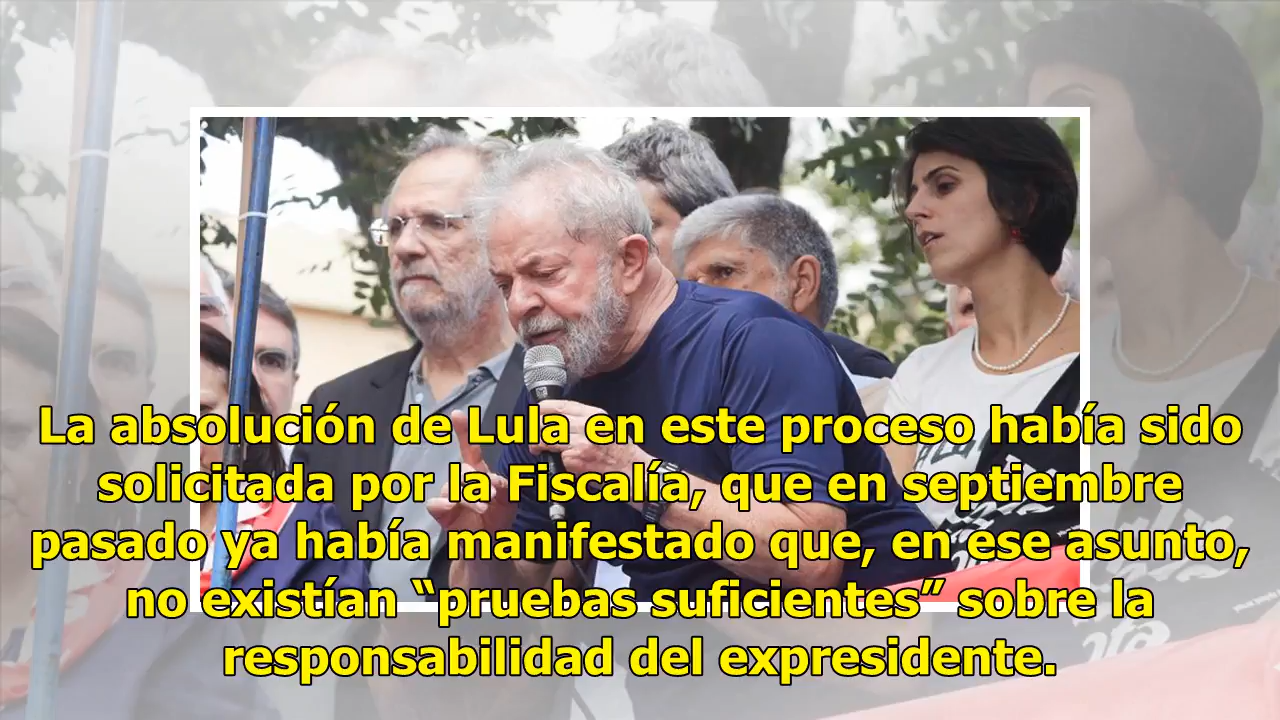 La absolución de Lula en este proceso había sido
solicitada por la Fiscalía, que en septiembre
pasado ya había manifestado que, en ese asunto,
no existían “pruebas suficientes” sobre la
responsabilidad del expresidente.